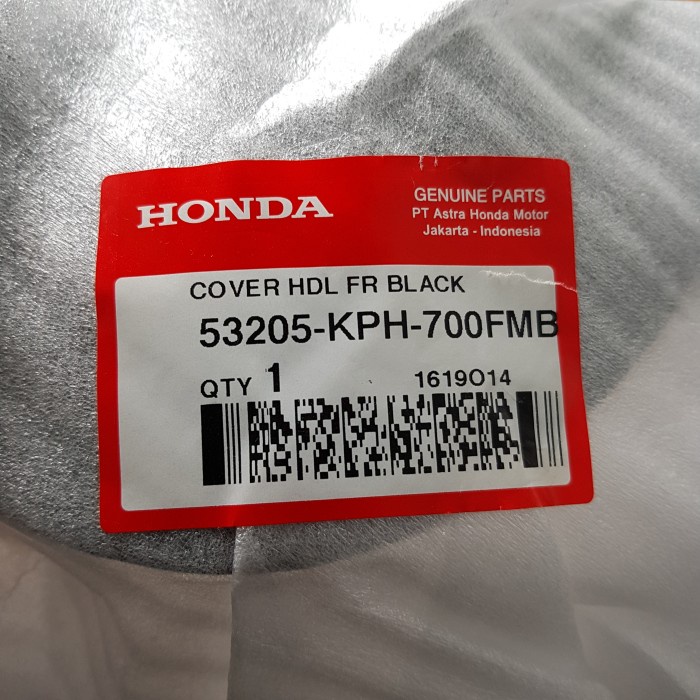 HONDA
GENUINE PARTS
PT Astra Honda Motor
Jakarta - Indonesia
COVER HDL FR BLACK
53205-KPH-700FMB
QTY 1
1619O14